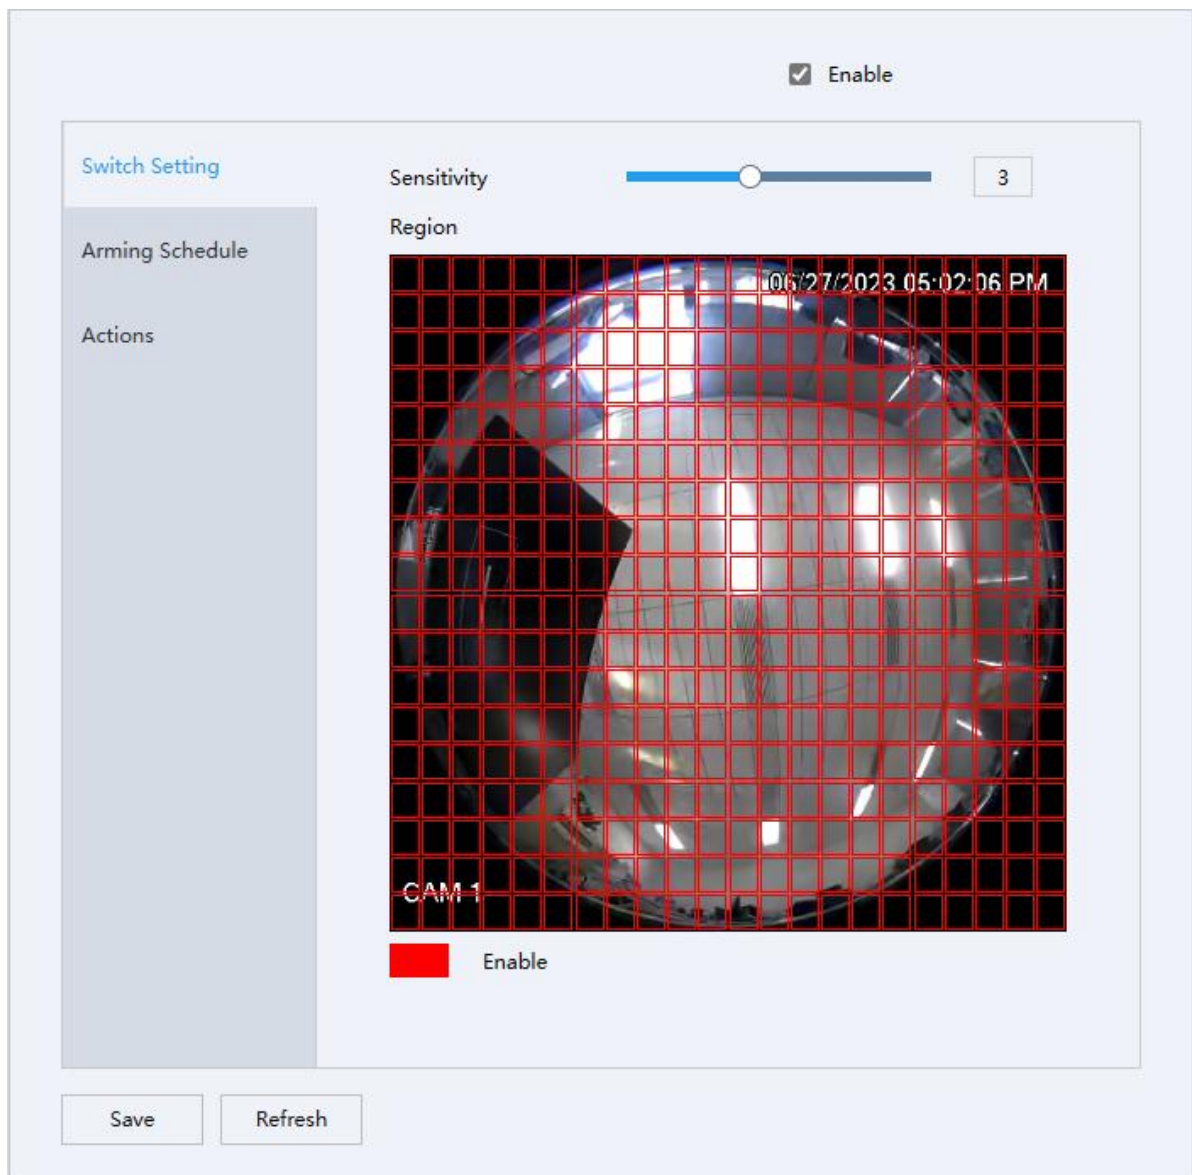 Enable
Switch Setting
Arming Schedule
Actions
Sensitivity
3
Region
06/27/2023 05:02:06 PM
CAM 1
Enable
Save
Refresh